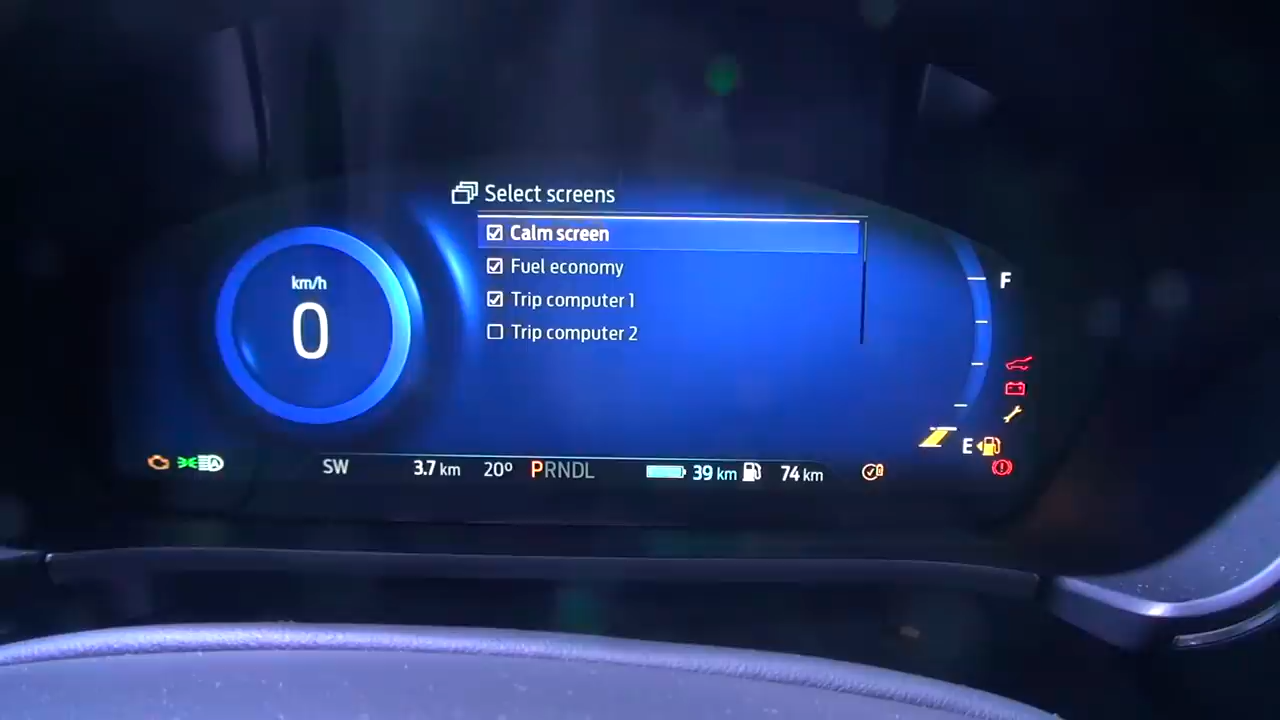 Select screens
Calm screen
Fuel economy
Trip computer 1
Trip computer 2
km/h
0
F
E
SW 3.7 km 20º PRNDL 39 km 74 km